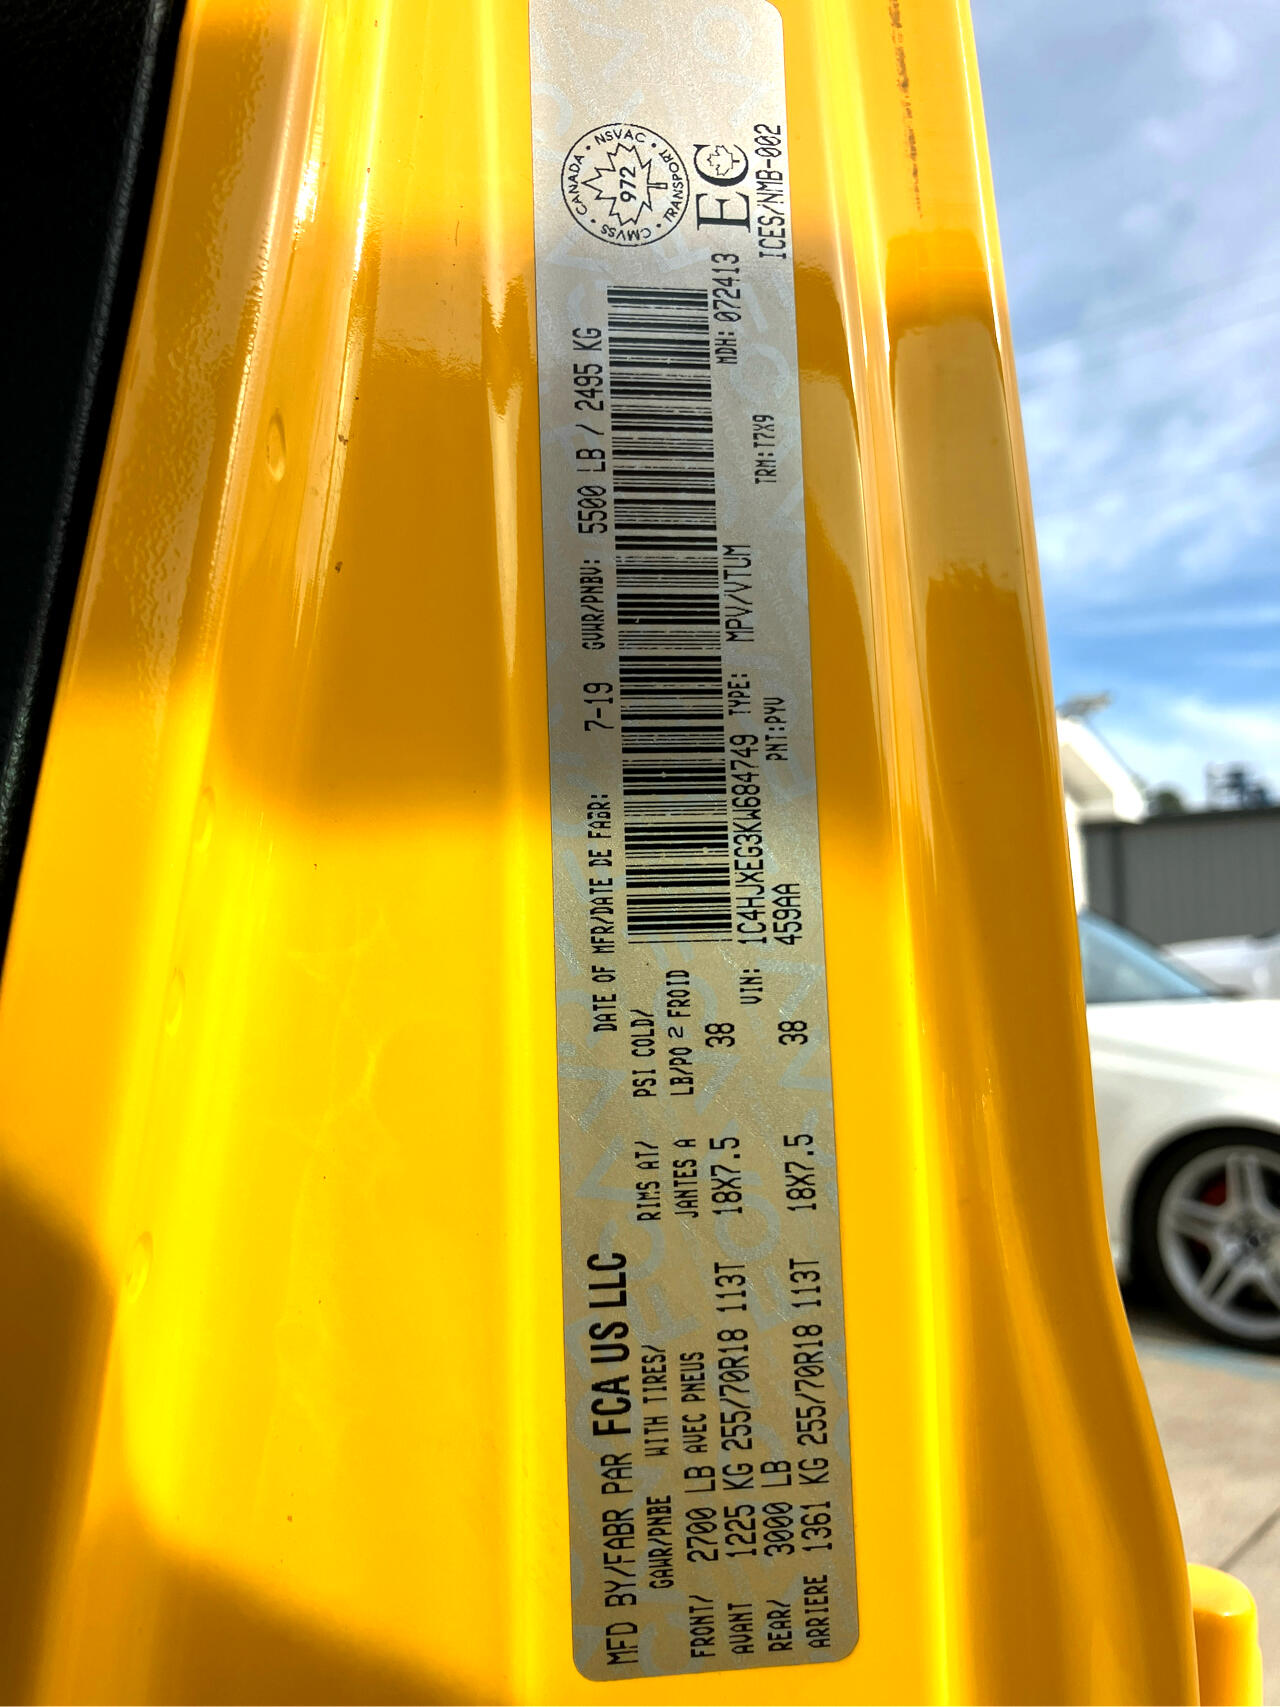 MFD BY/FABR PAR FCA US LLC
DATE OF MFR/DATE DE FABR: 7-19
GVWR/PNBV: 5500 LB / 2495 KG
GAWR/PNBE WITH TIRES/ RIMS AT/ PSI COLD/
AVEC PNEUS JANTES A LB/PO 2 FROID
FRONT/ 2700 LB
AVANT 1225 KG 255/70R18 113T 18X7.5 38
REAR/ 3000 LB
ARRIERE 1361 KG 255/70R18 113T 18X7.5 38
VIN: 1C4HJXEG3KW684749 TYPE: MPV/VTUM MDH: 072413
459AA PNT:PYV TRM:T7X9
CMVSS • CANADA • NSVAC • TRANSPORT •
972
EC
ICES/NMB-002